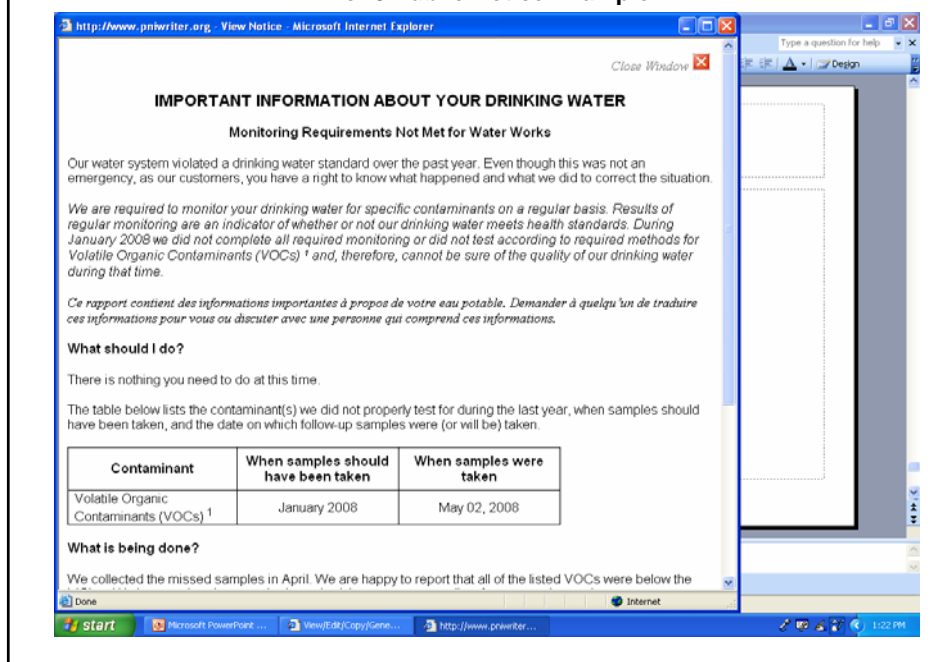 http://www.pniwriter.org - View Notice - Microsoft Internet Explorer
Type a question for help
Design
Close Window
IMPORTANT INFORMATION ABOUT YOUR DRINKING WATER
Monitoring Requirements Not Met for Water Works
Our water system violated a drinking water standard over the past year. Even though this was not an
emergency, as our customers, you have a right to know what happened and what we did to correct the situation.
We are required to monitor your drinking water for specific contaminants on a regular basis. Results of
regular monitoring are an indicator of whether or not our drinking water meets health standards. During
January 2008 we did not complete all required monitoring or did not test according to required methods for
Volatile Organic Contaminants (VOCs) ¹ and, therefore, cannot be sure of the quality of our drinking water
during that time.
Ce rapport contient des informations importantes à propos de votre eau potable. Demander à quelqu'un de traduire
ces informations pour vous ou discuter avec une personne qui comprend ces informations.
What should I do?
There is nothing you need to do at this time.
The table below lists the contaminant(s) we did not properly test for during the last year, when samples should
have been taken, and the date on which follow-up samples were (or will be) taken.
Contaminant
When samples should
have been taken
When samples were
taken
Volatile Organic
Contaminants (VOCs) ¹
January 2008
May 02, 2008
What is being done?
We collected the missed samples in April. We are happy to report that all of the listed VOCs were below the
Done
Internet
start
Microsoft PowerPoint ...
View/Edit/Copy/Gene...
http://www.pniwriter...
1:22 PM